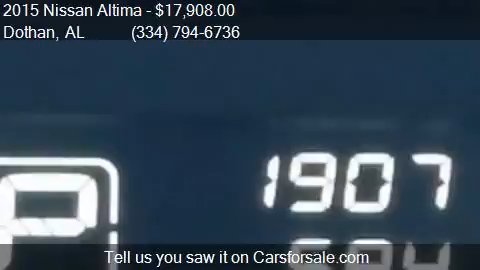 2015 Nissan Altima - $17,908.00
Dothan, AL (334) 794-6736
P 1907
Tell us you saw it on Carsforsale.com